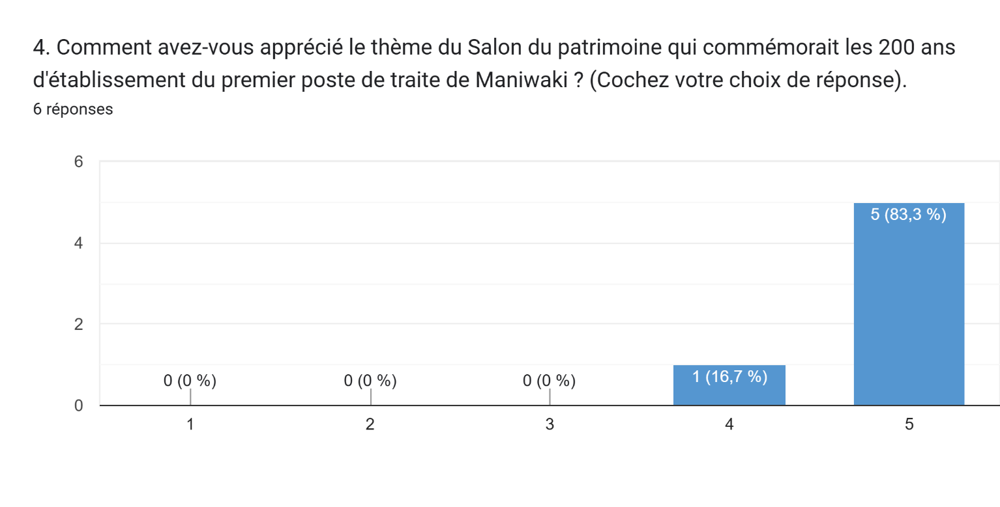 4. Comment avez-vous apprécié le thème du Salon du patrimoine qui commémorait les 200 ans
d'établissement du premier poste de traite de Maniwaki ? (Cochez votre choix de réponse).
6 réponses
6
4
2
0
0 (0 %)
0 (0 %)
0 (0 %)
1 (16,7 %)
5 (83,3 %)
1
2
3
4
5